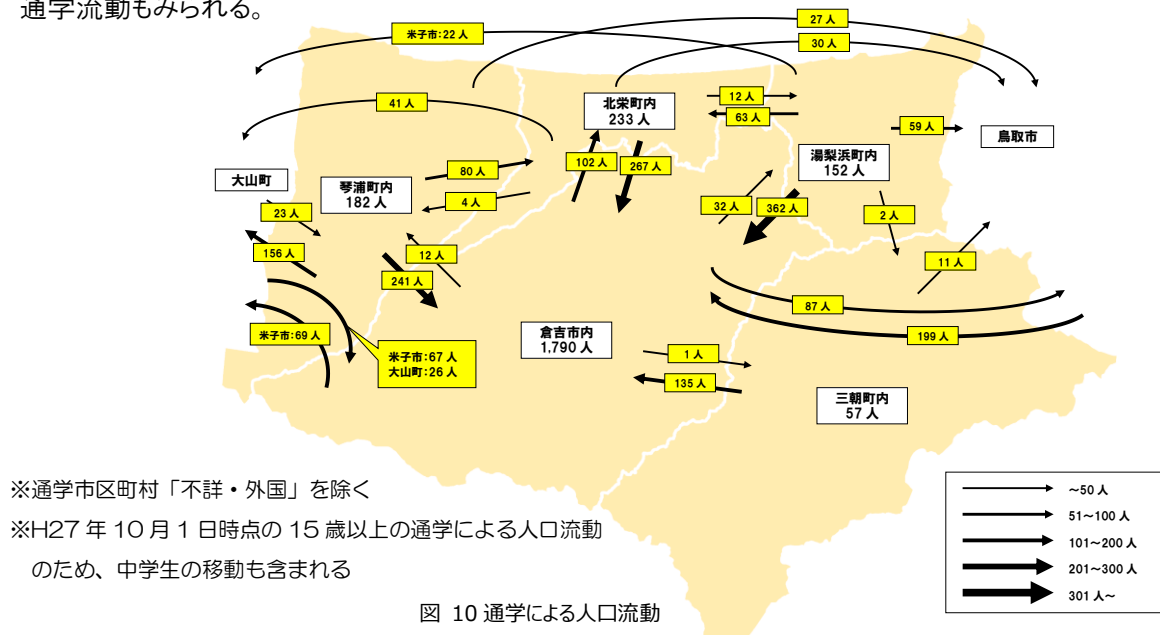 通学流動もみられる。
27人
米子市:22人
30人
41人
北栄町内
233人
12人
63人
59人
鳥取市
湯梨浜町内
152人
102人
267人
80人
大山町
琴浦町内
182人
4人
32人
362人
23人
2人
156人
12人
11人
241人
87人
199人
米子市:69人
倉吉市内
1,790人
米子市:67人
大山町:26人
1人
135人
三朝町内
57人
※通学市区町村「不詳・外国」を除く
※H27年10月1日時点の15歳以上の通学による人口流動
のため、中学生の移動も含まれる
~50人
51~100人
101~200人
201~300人
301人~
図 10 通学による人口流動